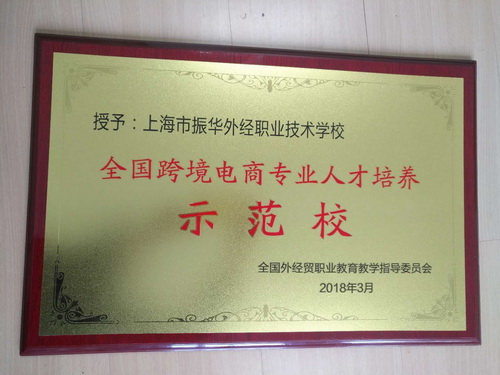 授予：上海市振华外经职业技术学校
全国跨境电商专业人才培养
示范校
全国外经贸职业教育教学指导委员会
2018年3月